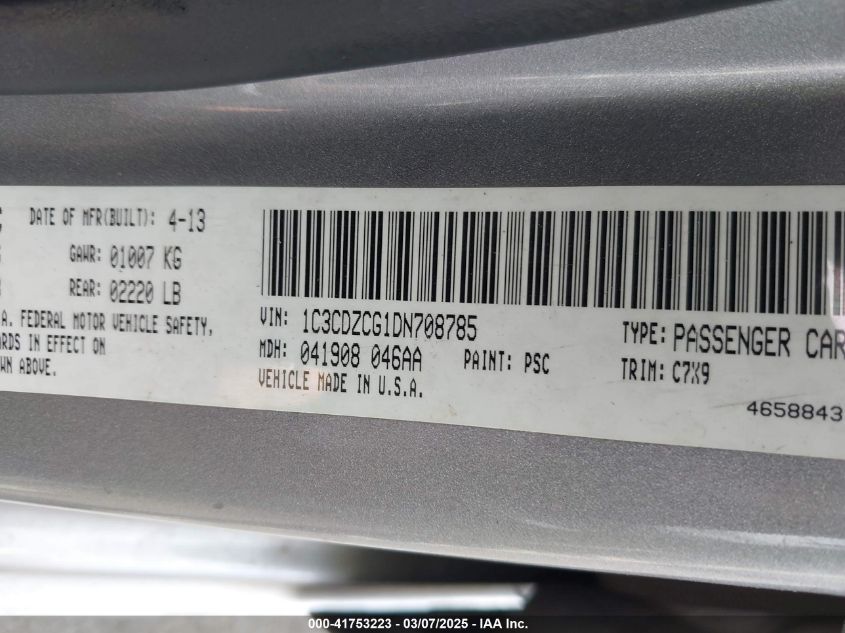 DATE OF MFR(BUILT): 4-13
GAWR: 01007 KG
REAR: 02220 LB
.A. FEDERAL MOTOR VEHICLE SAFETY,
ARDS IN EFFECT ON
WN ABOVE.
VIN: 1C3CDZCG1DN708785
MDH: 041908 046AA PAINT: PSC
VEHICLE MADE IN U.S.A.
TYPE: PASSENGER CAR
TRIM: C7X9
4658843
000-41753223 - 03/07/2025 - IAA Inc.